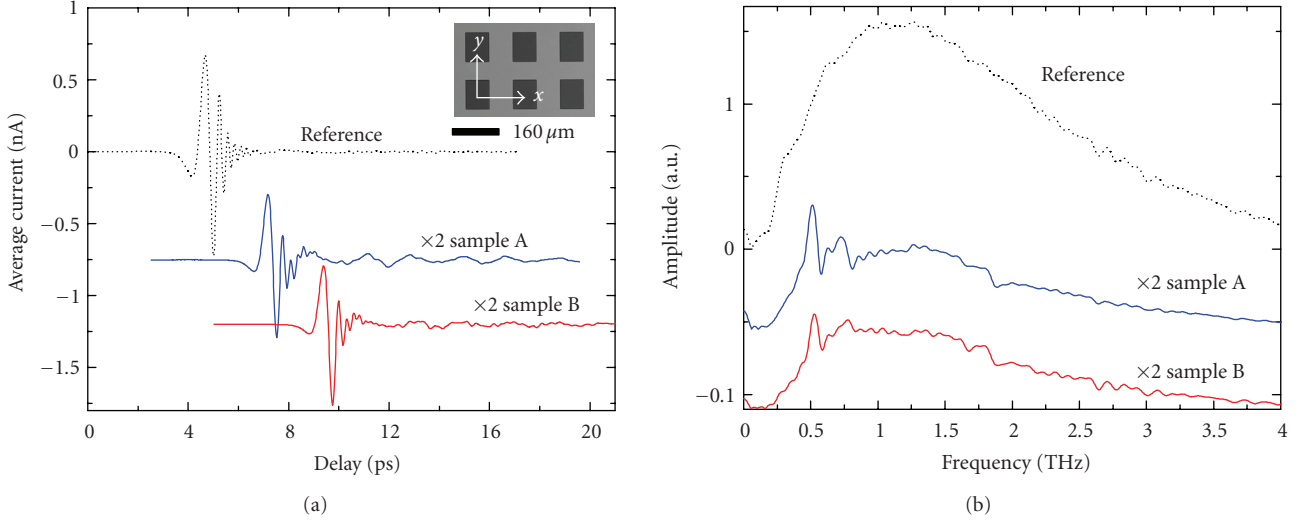 1
0.5
0
−0.5
−1
−1.5
Average current (nA)
y
x
160 µm
Reference
×2 sample A
×2 sample B
0
4
8
12
16
20
Delay (ps)
(a)
1
0
−0.1
Amplitude (a.u.)
Reference
×2 sample A
×2 sample B
0
0.5
1
1.5
2
2.5
3
3.5
4
Frequency (THz)
(b)